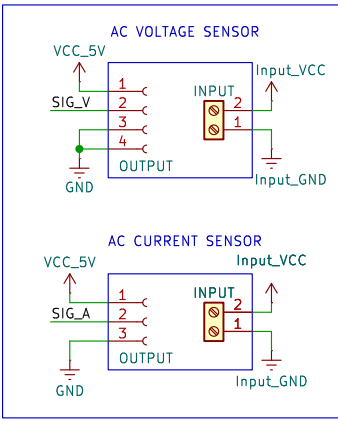 AC VOLTAGE SENSOR
VCC_5V
Input_VCC
1
INPUT
SIG_V
2
2
3
1
4
OUTPUT
GND
Input_GND
AC CURRENT SENSOR
VCC_5V
Input_VCC
1
INPUT
SIG_A
2
2
3
1
OUTPUT
GND
Input_GND